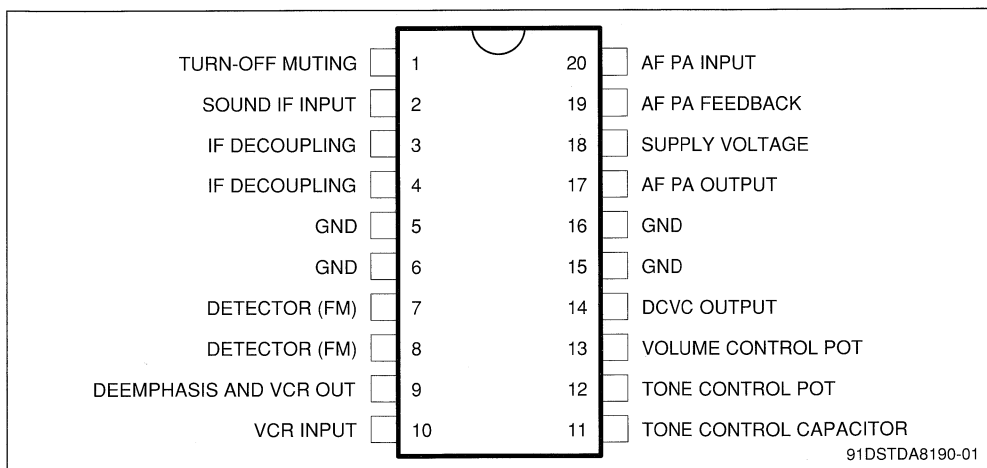 TURN-OFF MUTING 1 20 AF PA INPUT
SOUND IF INPUT 2 19 AF PA FEEDBACK
IF DECOUPLING 3 18 SUPPLY VOLTAGE
IF DECOUPLING 4 17 AF PA OUTPUT
GND 5 16 GND
GND 6 15 GND
DETECTOR (FM) 7 14 DCVC OUTPUT
DETECTOR (FM) 8 13 VOLUME CONTROL POT
DEEMPHASIS AND VCR OUT 9 12 TONE CONTROL POT
VCR INPUT 10 11 TONE CONTROL CAPACITOR
91DSTDA8190-01